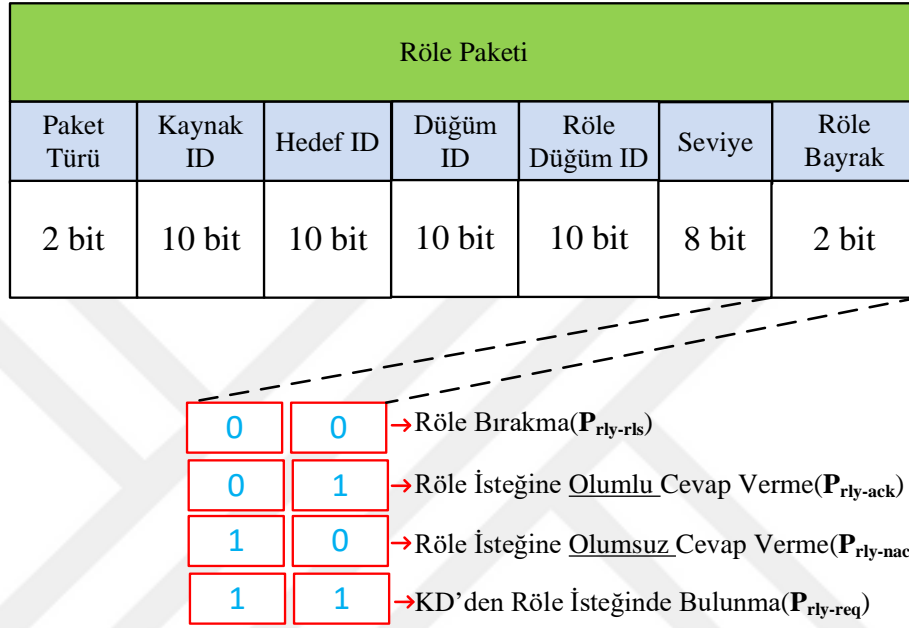 Röle Paketi
Paket Türü Kaynak ID Hedef ID Düğüm ID Röle Düğüm ID Seviye Röle Bayrak
2 bit 10 bit 10 bit 10 bit 10 bit 8 bit 2 bit
0 0 →Röle Bırakma(Prly-rls)
0 1 →Röle İsteğine Olumlu Cevap Verme(Prly-ack)
1 0 →Röle İsteğine Olumsuz Cevap Verme(Prly-nac
1 1 →KD’den Röle İsteğinde Bulunma(Prly-req)